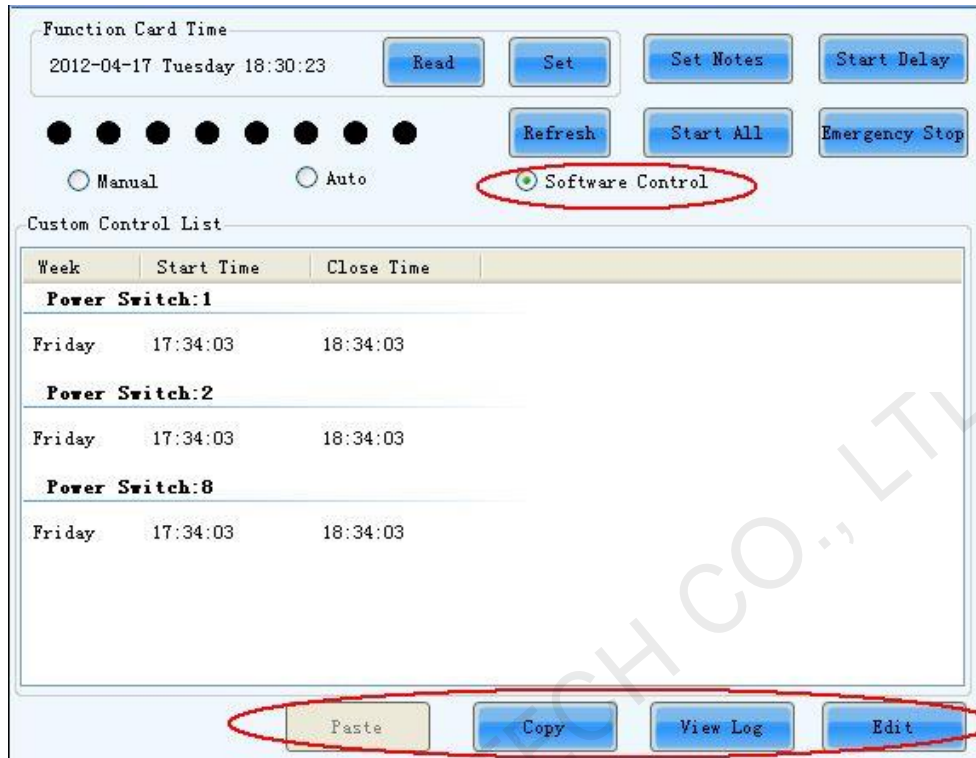 Function Card Time
2012-04-17 Tuesday 18:30:23 Read Set Set Notes Start Delay
Refresh Start All Emergency Stop
Manual Auto Software Control
Custom Control List
Week Start Time Close Time
Power Switch:1
Friday 17:34:03 18:34:03
Power Switch:2
Friday 17:34:03 18:34:03
Power Switch:8
Friday 17:34:03 18:34:03
Paste Copy View Log Edit
TECH CO., LTD